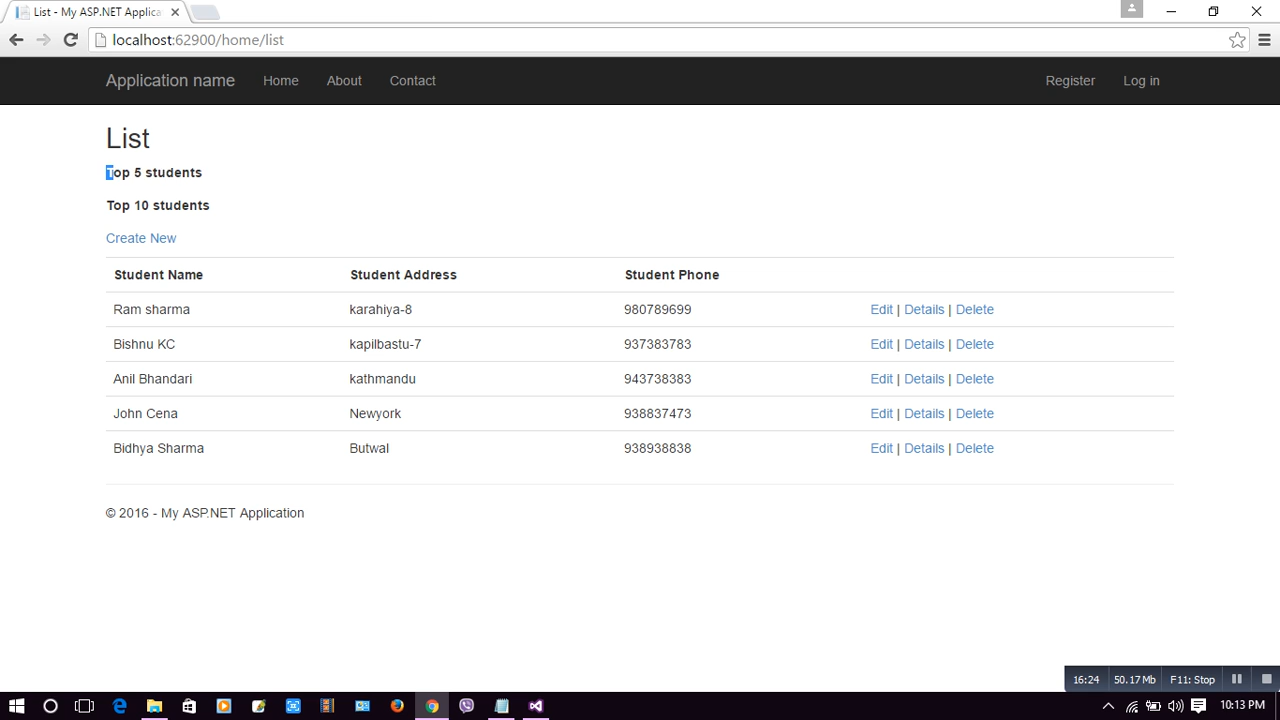 List - My ASP.NET Applica
localhost:62900/home/list
Application name Home About Contact Register Log in
List
Top 5 students
Top 10 students
Create New
Student Name Student Address Student Phone
Ram sharma karahiya-8 980789699 Edit | Details | Delete
Bishnu KC kapilbastu-7 937383783 Edit | Details | Delete
Anil Bhandari kathmandu 943738383 Edit | Details | Delete
John Cena Newyork 938837473 Edit | Details | Delete
Bidhya Sharma Butwal 938938838 Edit | Details | Delete
© 2016 - My ASP.NET Application
16:24 50.17 Mb F11: Stop
10:13 PM